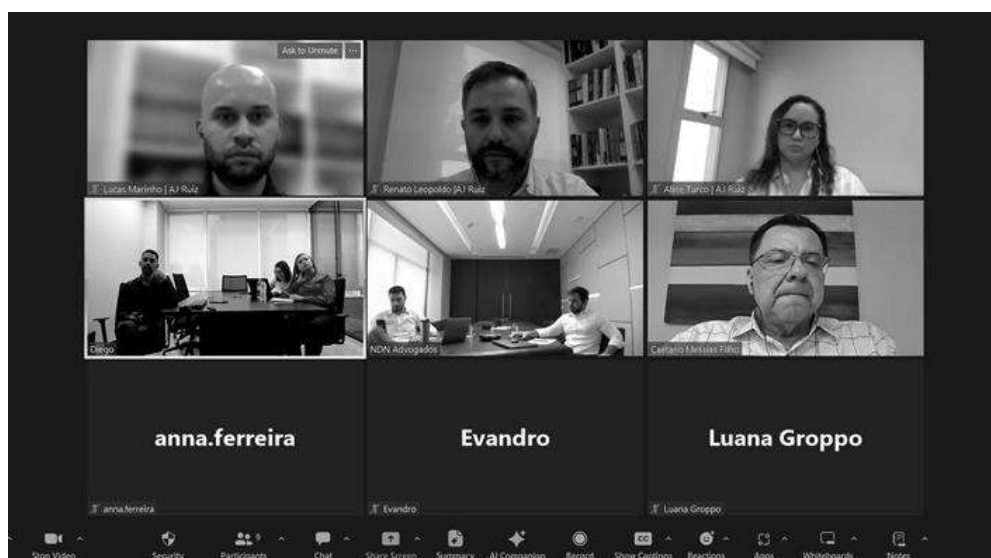 Ask to Unmute ...
Lucas Marinho | AJ Ruiz
Renato Leopoldo |AJ Ruiz
Aline Turco | AJ Ruiz
Diego
NDN Advogados
Caetano Messias Filho
anna.ferreira
Evandro
Luana Groppo
anna.ferreira
Evandro
Luana Groppo
9
CC
Stop Video
Security
Participants
Chat
Share Screen
Summary
AI Companion
Record
Show Captions
Reactions
Apps
Whiteboards
Notes